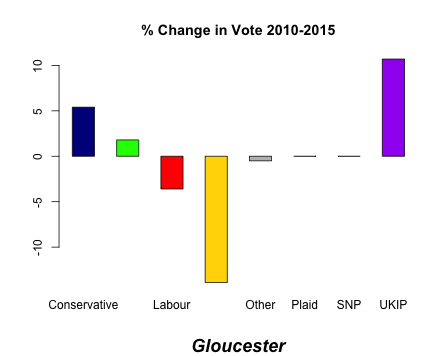 % Change in Vote 2010-2015
10
5
0
-5
-10
Conservative Labour Other Plaid SNP UKIP
Gloucester